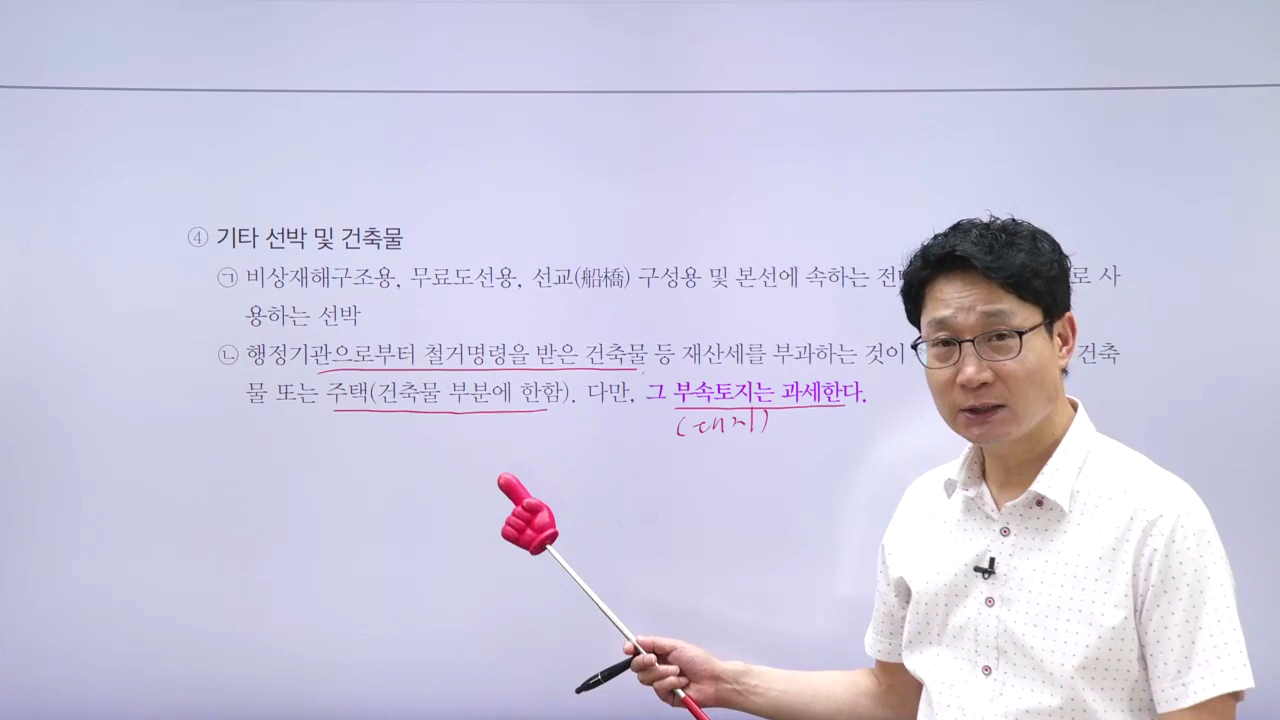 ④ 기타 선박 및 건축물
㉠ 비상재해구조용, 무료도선용, 선교(船橋) 구성용 및 본선에 속하는 로 사
용하는 선박
㉡ 행정기관으로부터 철거명령을 받은 건축물 등 재산세를 부과하는 것이 건축
물 또는 주택(건축물 부분에 한함). 다만, 그 부속토지는 과세한다.
(대지)